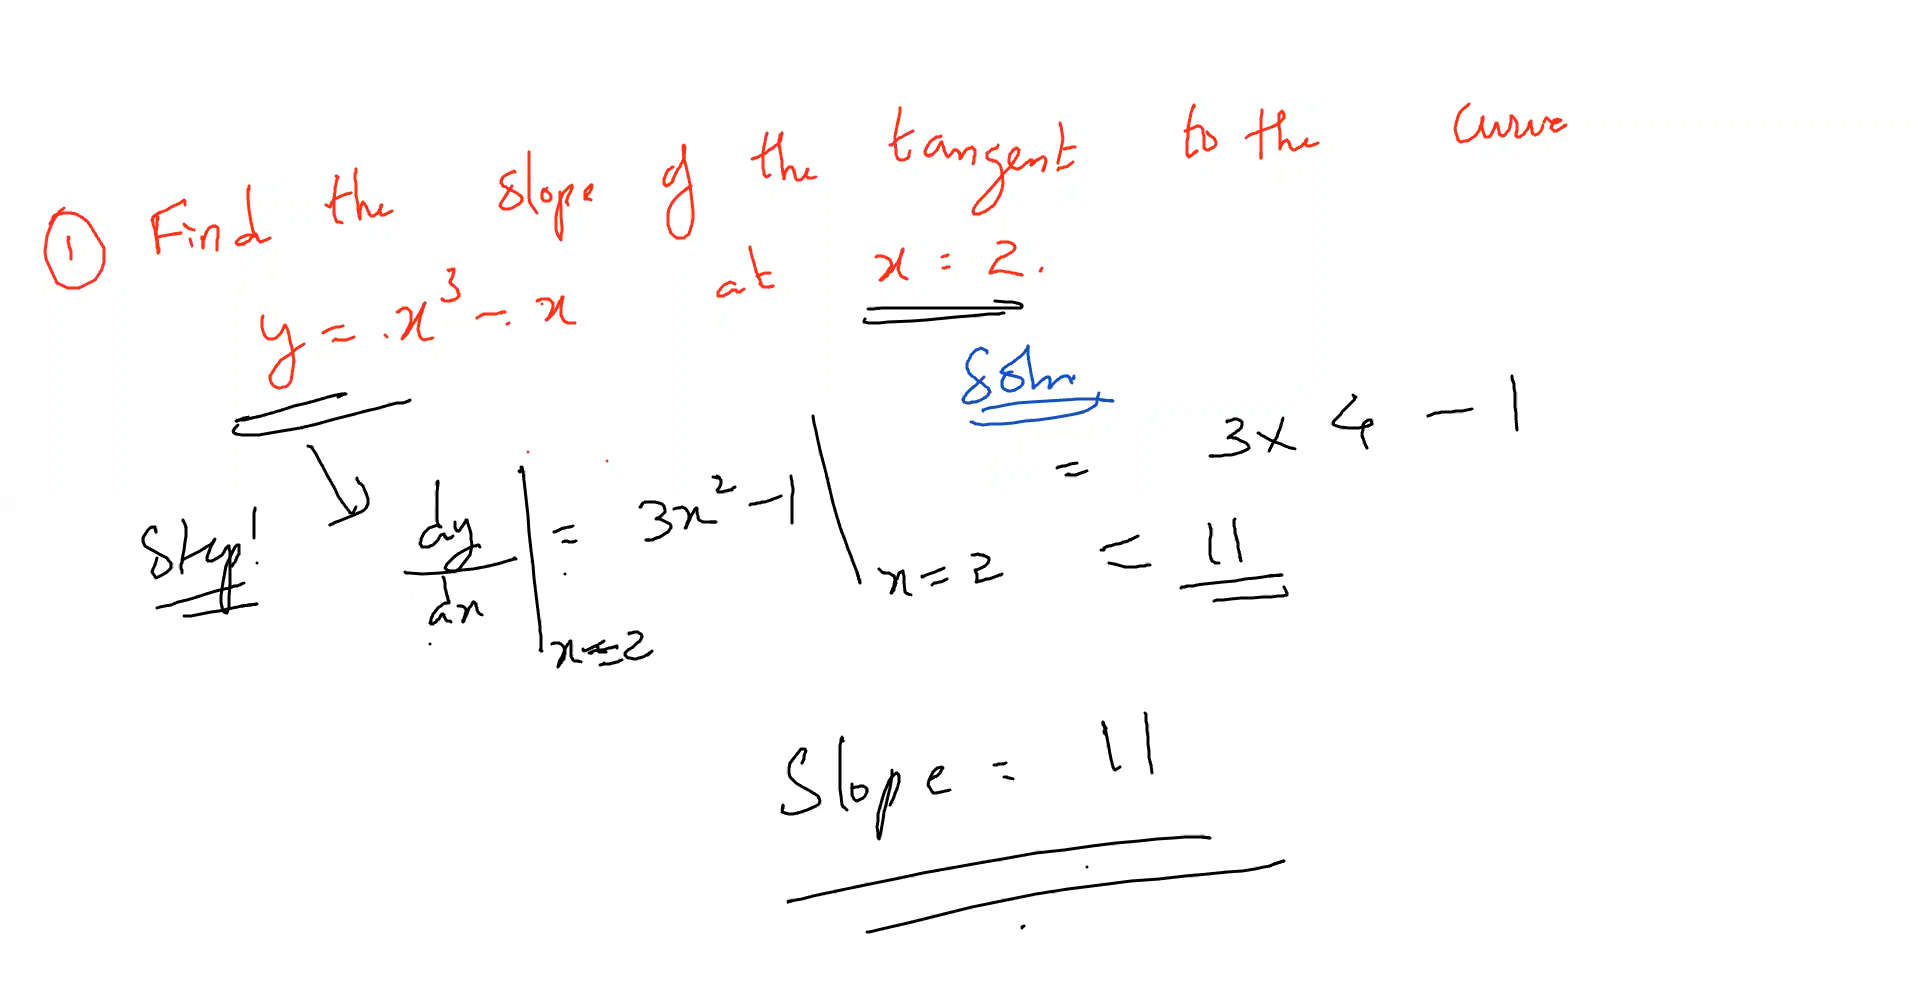 ① Find the slope of the tangent to the curve
y = x³ - x at x = 2.
Soln
Step!
dy/dx |x=2 = 3x² - 1 |x=2
= 3 x 4 - 1
= 11
Slope = 11